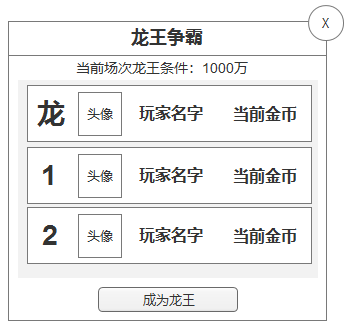 X
龙王争霸
当前场次龙王条件：1000万
龙 头像 玩家名字 当前金币
1 头像 玩家名字 当前金币
2 头像 玩家名字 当前金币
成为龙王